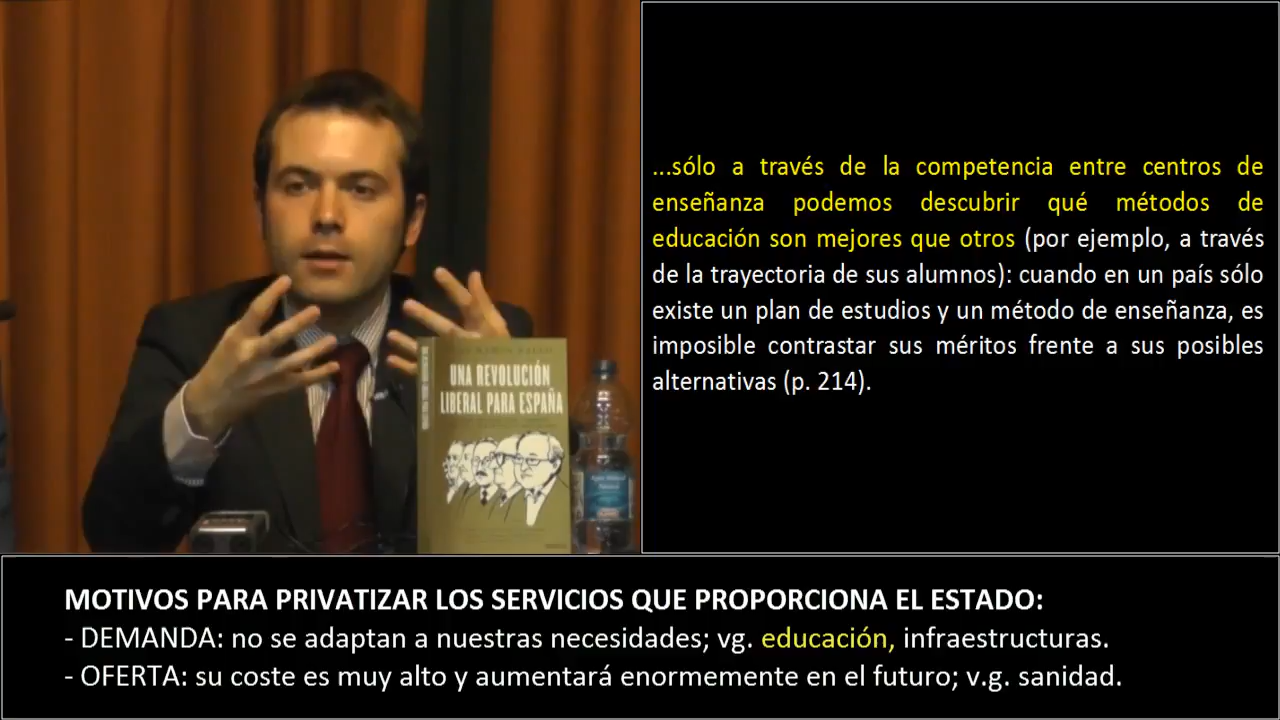 UNA REVOLUCIÓN
LIBERAL PARA ESPAÑA
...sólo a través de la competencia entre centros de
enseñanza podemos descubrir qué métodos de
educación son mejores que otros (por ejemplo, a través
de la trayectoria de sus alumnos): cuando en un país sólo
existe un plan de estudios y un método de enseñanza, es
imposible contrastar sus méritos frente a sus posibles
alternativas (p. 214).
MOTIVOS PARA PRIVATIZAR LOS SERVICIOS QUE PROPORCIONA EL ESTADO:
- DEMANDA: no se adaptan a nuestras necesidades; vg. educación, infraestructuras.
- OFERTA: su coste es muy alto y aumentará enormemente en el futuro; v.g. sanidad.